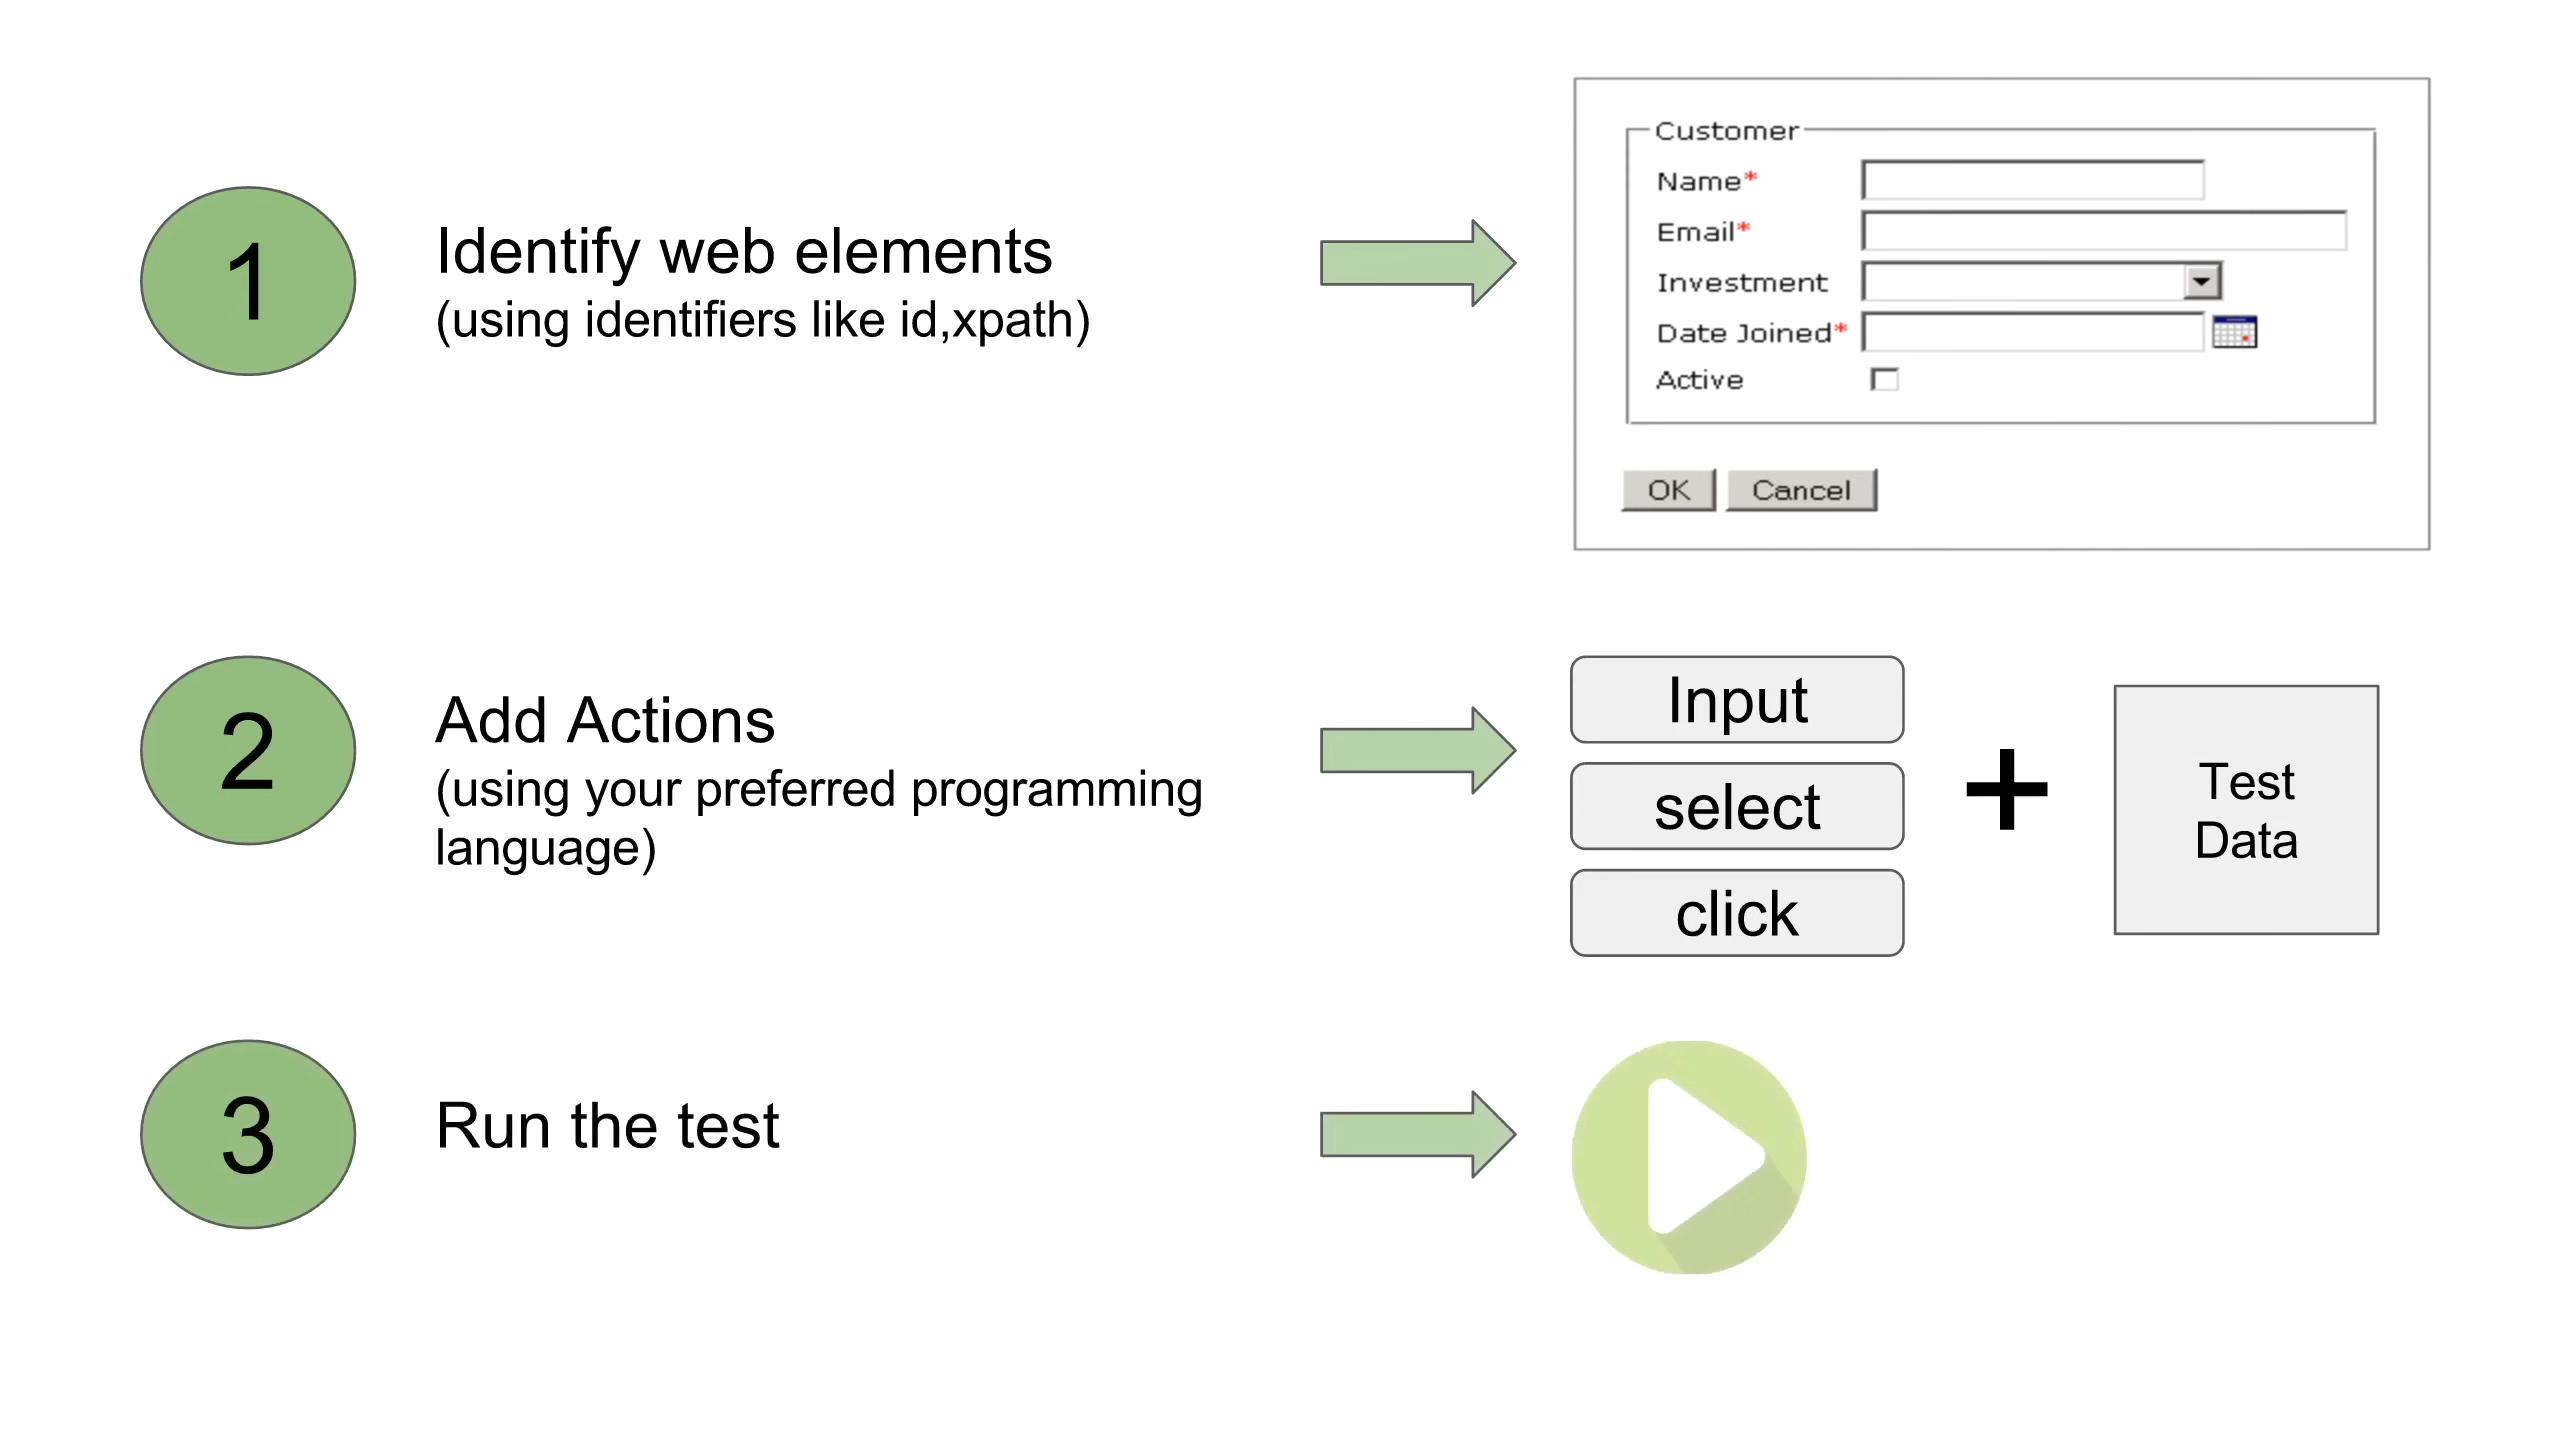 1
Identify web elements
(using identifiers like id,xpath)
Customer
Name*
Email*
Investment
Date Joined*
Active
OK
Cancel
2
Add Actions
(using your preferred programming
language)
Input
select
click
+
Test
Data
3
Run the test